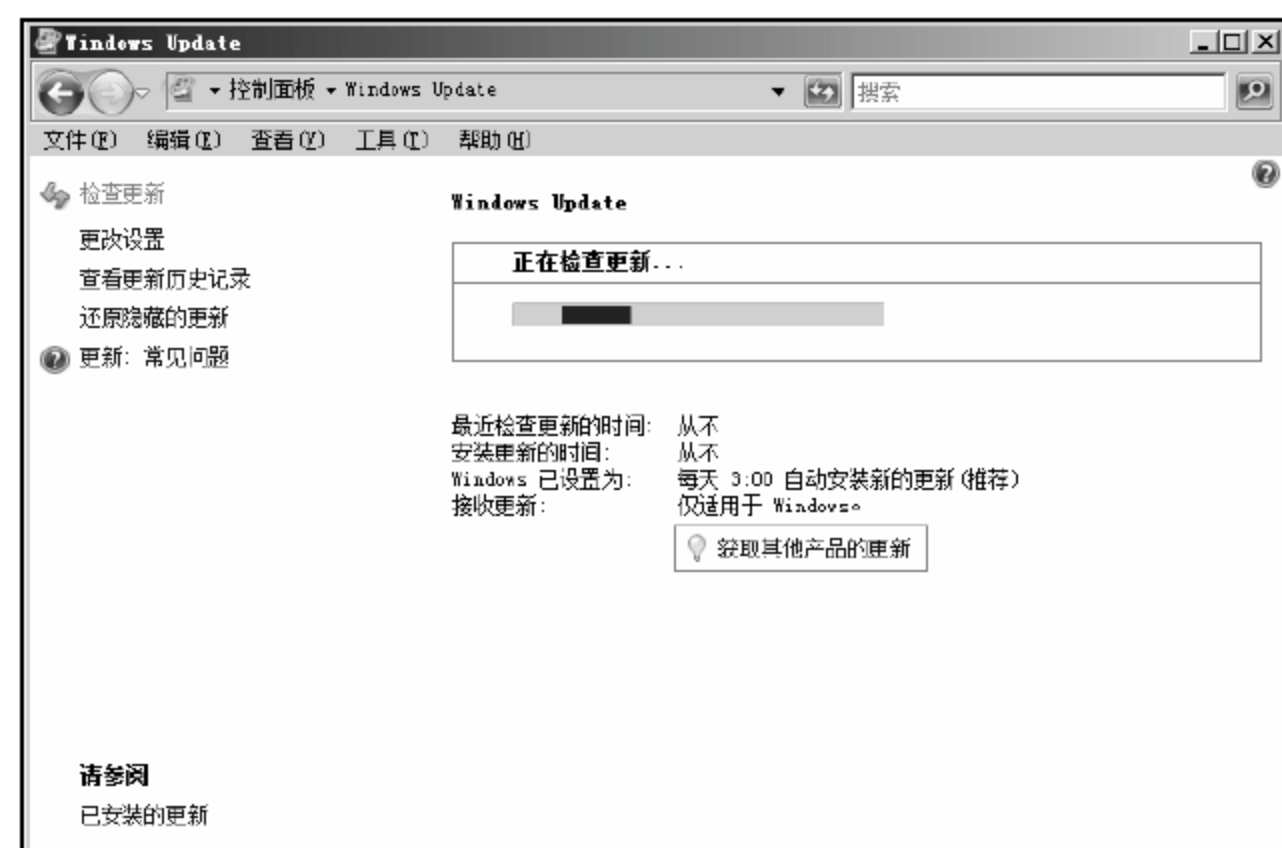 Windows Update
控制面板 Windows Update 搜索
文件(F) 编辑(E) 查看(V) 工具(T) 帮助(H)
检查更新
更改设置
查看更新历史记录
还原隐藏的更新
更新: 常见问题
Windows Update
正在检查更新...
最近检查更新的时间: 从不
安装更新的时间: 从不
Windows 已设置为: 每天 3:00 自动安装新的更新(推荐)
接收更新: 仅适用于 Windows。
获取其他产品的更新
请参阅
已安装的更新